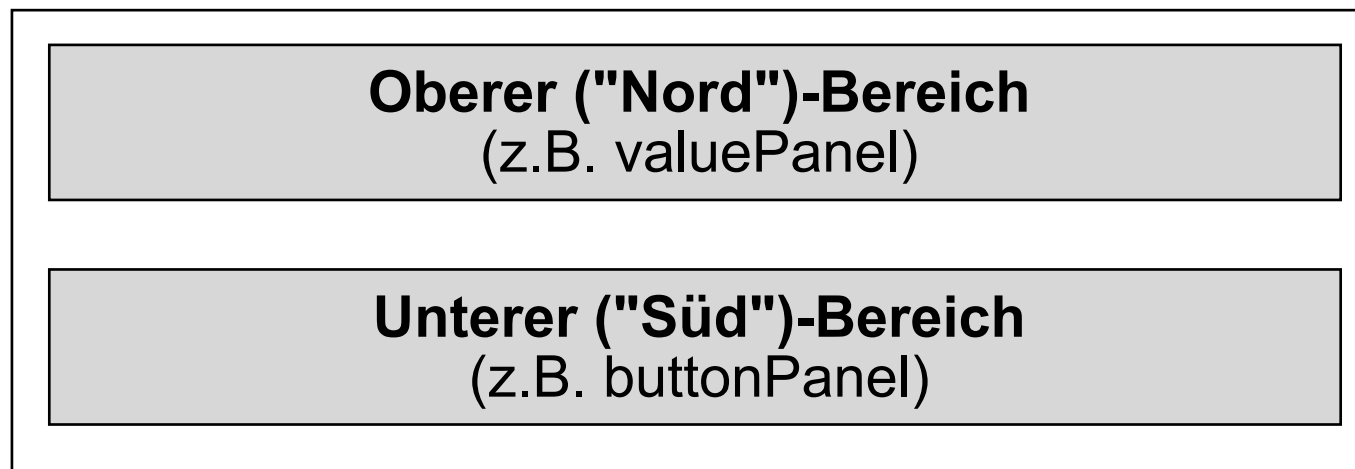 Oberer ("Nord")-Bereich
(z.B. valuePanel)
Unterer ("Süd")-Bereich
(z.B. buttonPanel)